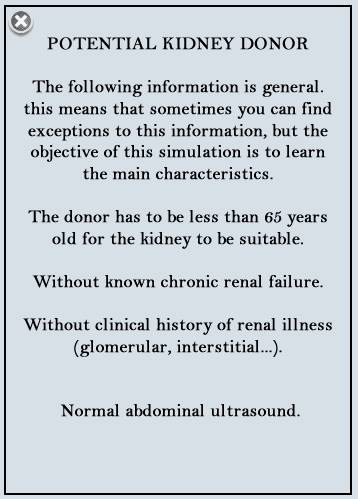 POTENTIAL KIDNEY DONOR
The following information is general.
this means that sometimes you can find
exceptions to this information, but the
objective of this simulation is to learn
the main characteristics.
The donor has to be less than 65 years
old for the kidney to be suitable.
Without known chronic renal failure.
Without clinical history of renal illness
(glomerular, interstitial...).
Normal abdominal ultrasound.